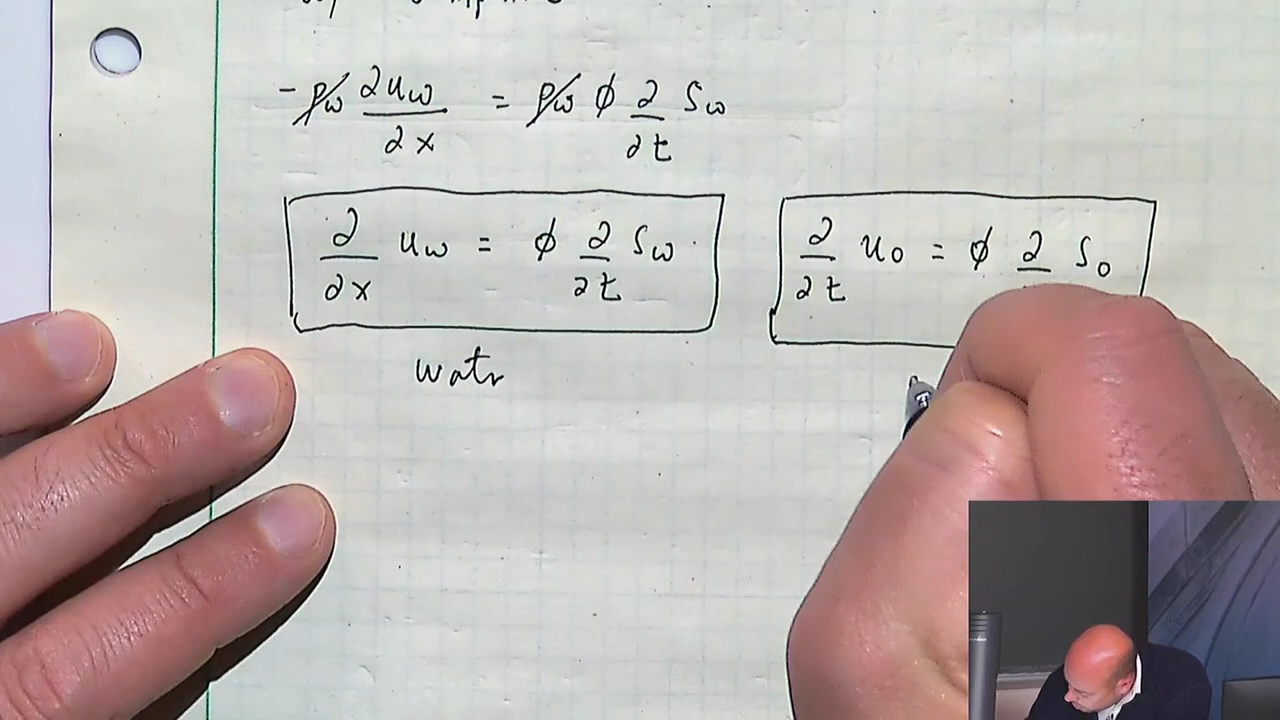 -ρw ∂uw/∂x = ρw ϕ ∂/∂t Sw
∂/∂x uw = ϕ ∂/∂t Sw.
∂/∂t uo = ϕ ∂/ So
watr